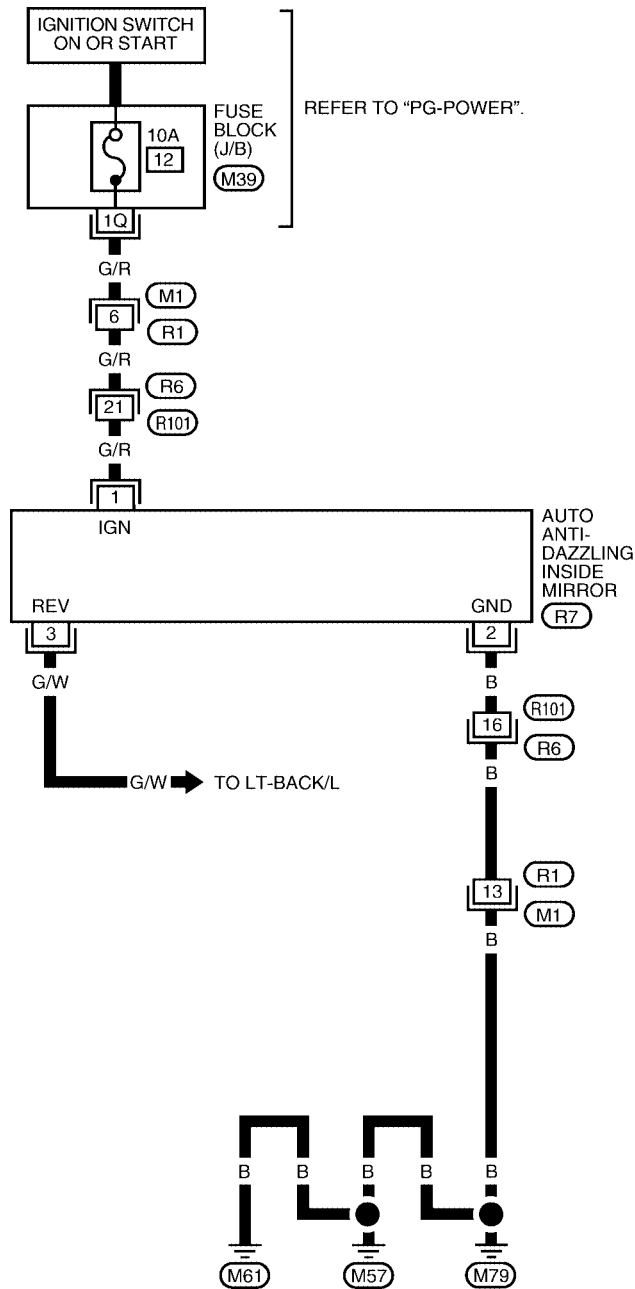 IGNITION SWITCH
ON OR START
REFER TO “PG-POWER”.
FUSE
BLOCK
(J/B)
M39
10A
12
1Q
G/R
M1
6
R1
G/R
R6
21
R101
G/R
1
IGN
AUTO
ANTI-
DAZZLING
INSIDE
MIRROR
R7
REV
GND
3
2
G/W
B
R101
16
R6
B
G/W
TO LT-BACK/L
R1
13
M1
B
B B B B B
M61 M57 M79